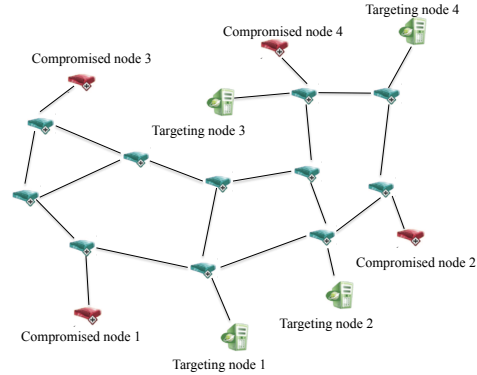 Targeting node 4
Compromised node 4
Compromised node 3
Targeting node 3
Compromised node 2
Targeting node 2
Compromised node 1
Targeting node 1